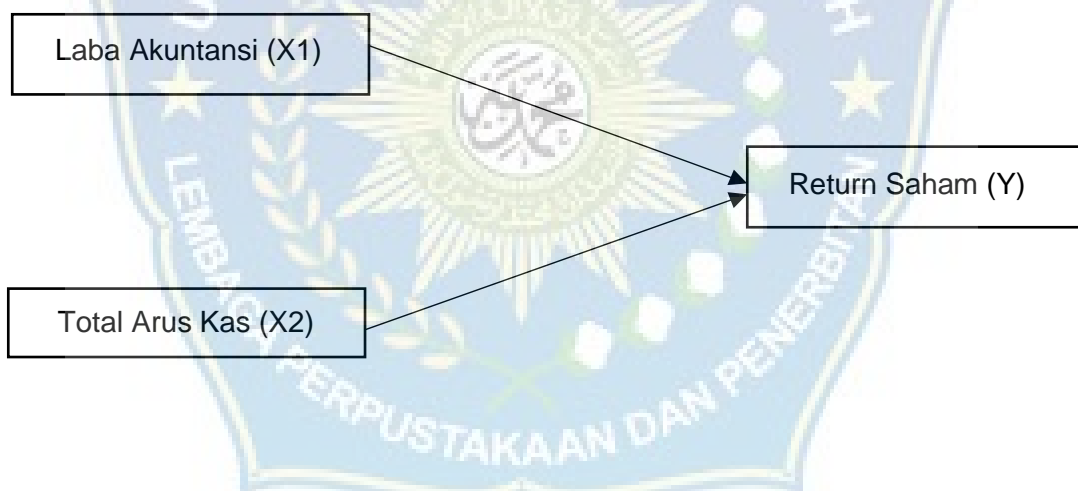 Laba Akuntansi (X1)
Return Saham (Y)
Total Arus Kas (X2)
LEMBAGA PERPUSTAKAAN DAN PENERBITAN